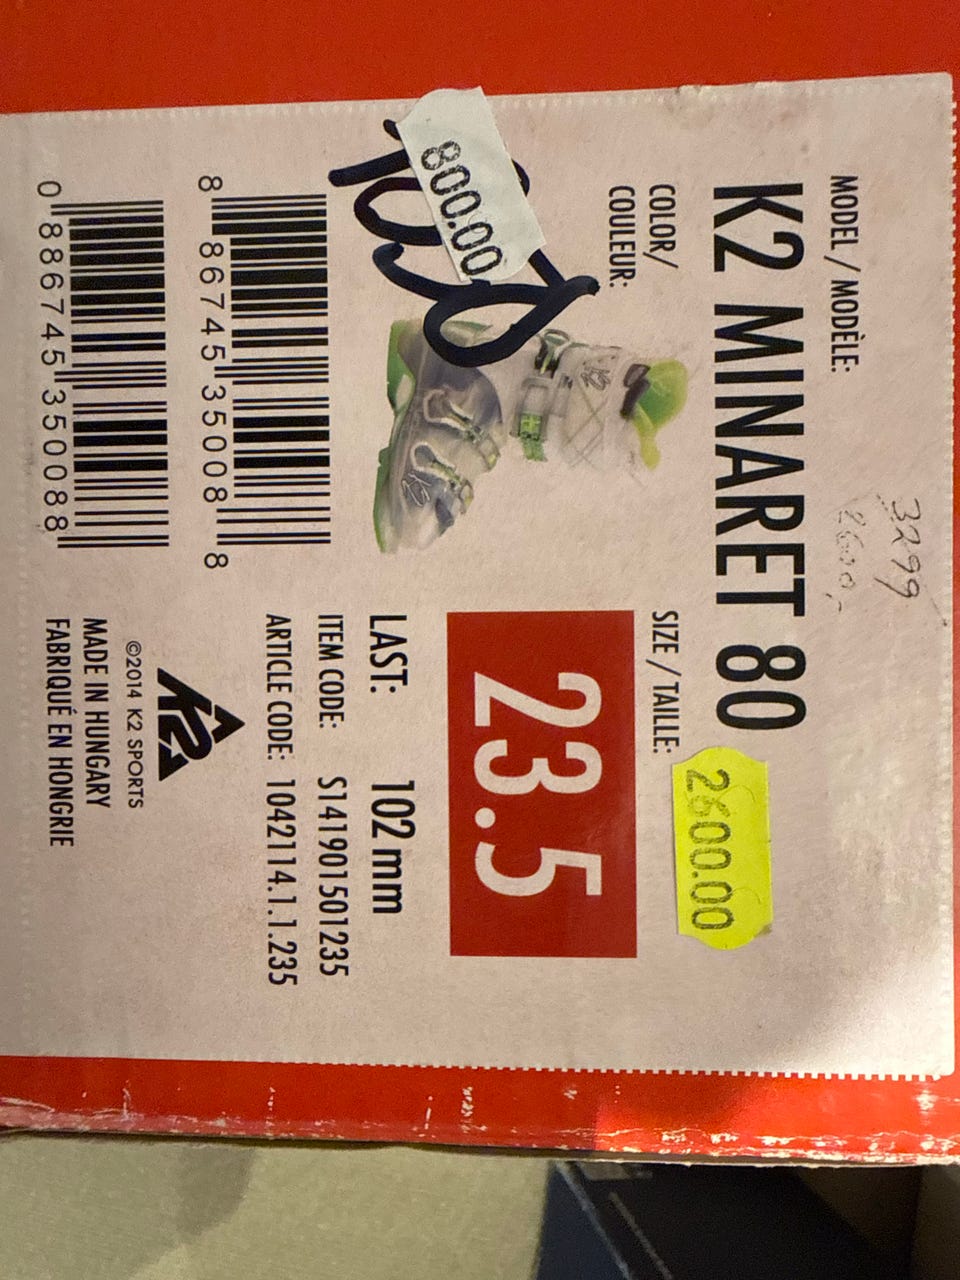 3299
2600,-
MODEL / MODÈLE:
K2 MINARET 80
2600.00
COLOR/
COULEUR:
800.00
SIZE / TAILLE:
23.5
LAST: 102 mm
ITEM CODE: S141901501235
ARTICLE CODE: 1042114.1.1.235
8 86745 35008 8
K2
©2014 K2 SPORTS
MADE IN HUNGARY
FABRIQUÉ EN HONGRIE
0 886745 350088